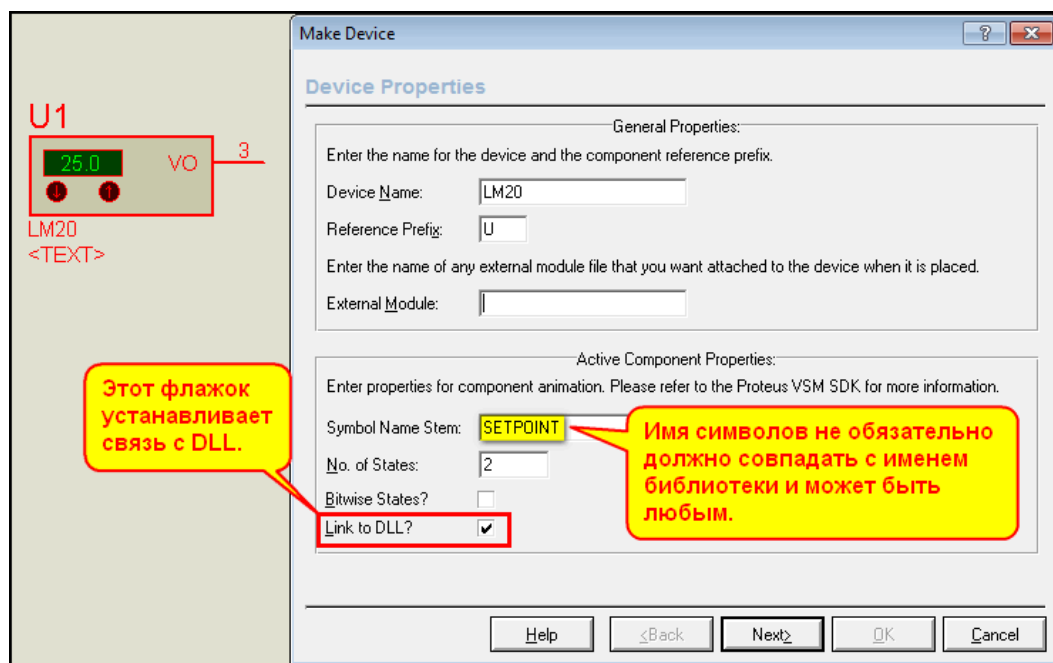 Make Device
Device Properties
U1
25.0
VO
3
LM20
<TEXT>
General Properties:
Enter the name for the device and the component reference prefix.
Device Name:
LM20
Reference Prefix:
U
Enter the name of any external module file that you want attached to the device when it is placed.
External Module:
Active Component Properties:
Enter properties for component animation. Please refer to the Proteus VSM SDK for more information.
Symbol Name Stem:
SETPOINT
No. of States:
2
Bitwise States?
Link to DLL?
Этот флажок
устанавливает
связь с DLL.
Имя символов не обязательно
должно совпадать с именем
библиотеки и может быть
любым.
Help
<Back
Next>
OK
Cancel